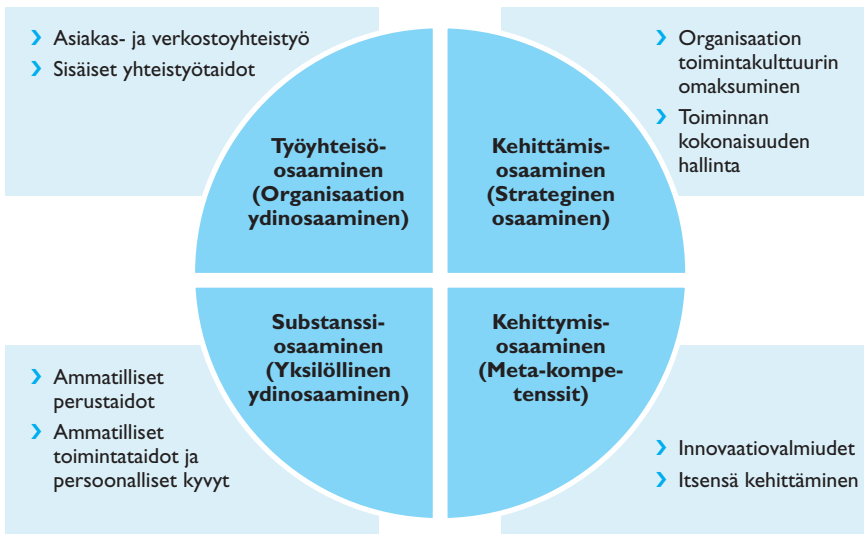 › Asiakas- ja verkostoyhteistyö
› Sisäiset yhteistyötaidot
› Organisaation
toimintakulttuurin
omaksuminen
› Toiminnan
kokonaisuuden
hallinta
Työyhteisö-
osaaminen
(Organisaation
ydinosaaminen)
Kehittämis-
osaaminen
(Strateginen
osaaminen)
Substanssi-
osaaminen
(Yksilöllinen
ydinosaaminen)
Kehittymis-
osaaminen
(Meta-kompe-
tenssit)
› Ammatilliset
perustaidot
› Ammatilliset
toimintataidot ja
persoonalliset kyvyt
› Innovaatiovalmiudet
› Itsensä kehittäminen